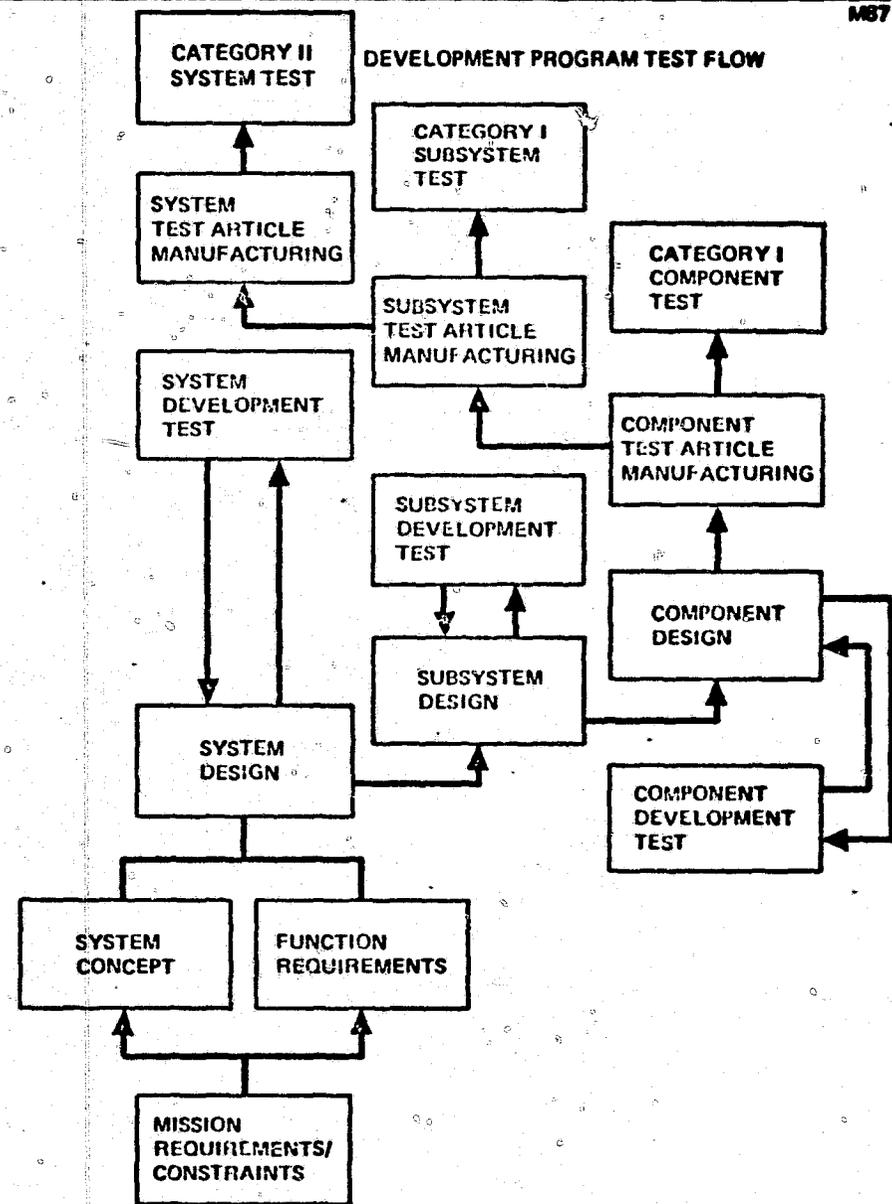 M87
CATEGORY II
SYSTEM TEST
DEVELOPMENT PROGRAM TEST FLOW
CATEGORY I
SUBSYSTEM
TEST
SYSTEM
TEST ARTICLE
MANUFACTURING
CATEGORY I
COMPONENT
TEST
SUBSYSTEM
TEST ARTICLE
MANUFACTURING
SYSTEM
DEVELOPMENT
TEST
COMPONENT
TEST ARTICLE
MANUFACTURING
SUBSYSTEM
DEVELOPMENT
TEST
COMPONENT
DESIGN
SUBSYSTEM
DESIGN
SYSTEM
DESIGN
COMPONENT
DEVELOPMENT
TEST
SYSTEM
CONCEPT
FUNCTION
REQUIREMENTS
MISSION
REQUIREMENTS/
CONSTRAINTS